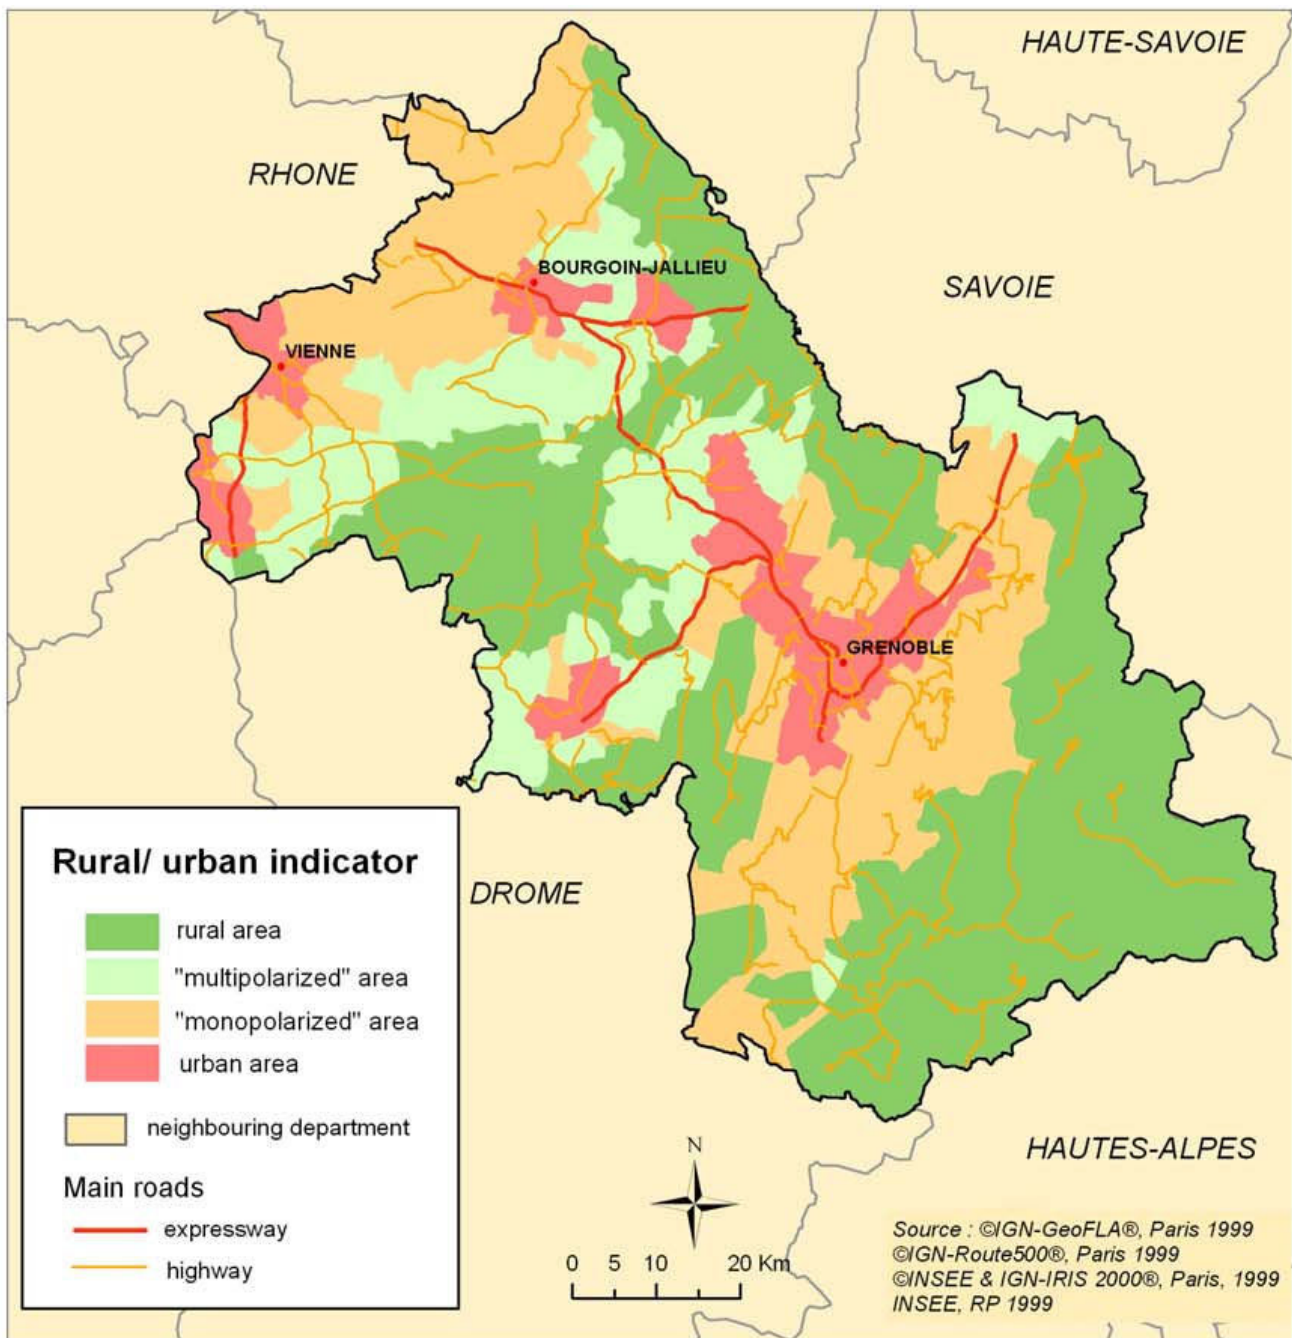 HAUTE-SAVOIE
RHONE
BOURGOIN-JALLIEU
SAVOIE
VIENNE
GRENOBLE
Rural/ urban indicator
rural area
"multipolarized" area
"monopolarized" area
urban area
neighbouring department
Main roads
expressway
highway
DROME
HAUTES-ALPES
N
0 5 10 20 Km
Source : ©IGN-GeoFLA®, Paris 1999
©IGN-Route500®, Paris 1999
©INSEE & IGN-IRIS 2000®, Paris, 1999
INSEE, RP 1999